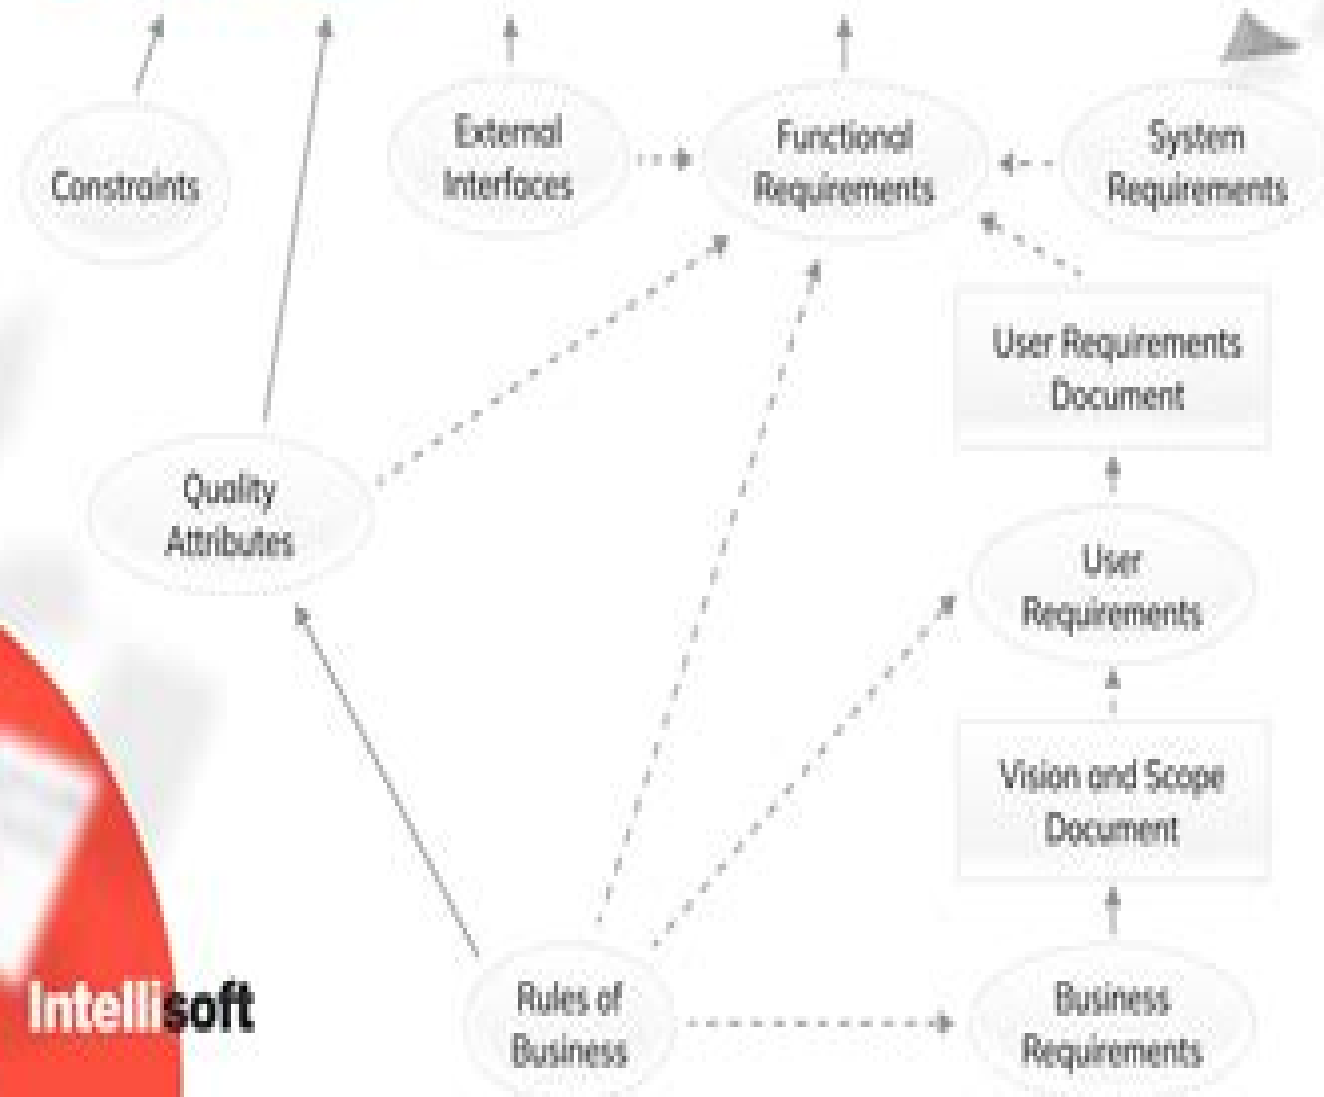 External
Interfaces
Functional
Requirements
System
Requirements
Constraints
User Requirements
Document
Quality
Attributes
User
Requirements
Vision and Scope
Document
Rules of
Business
Business
Requirements
Intellisoft